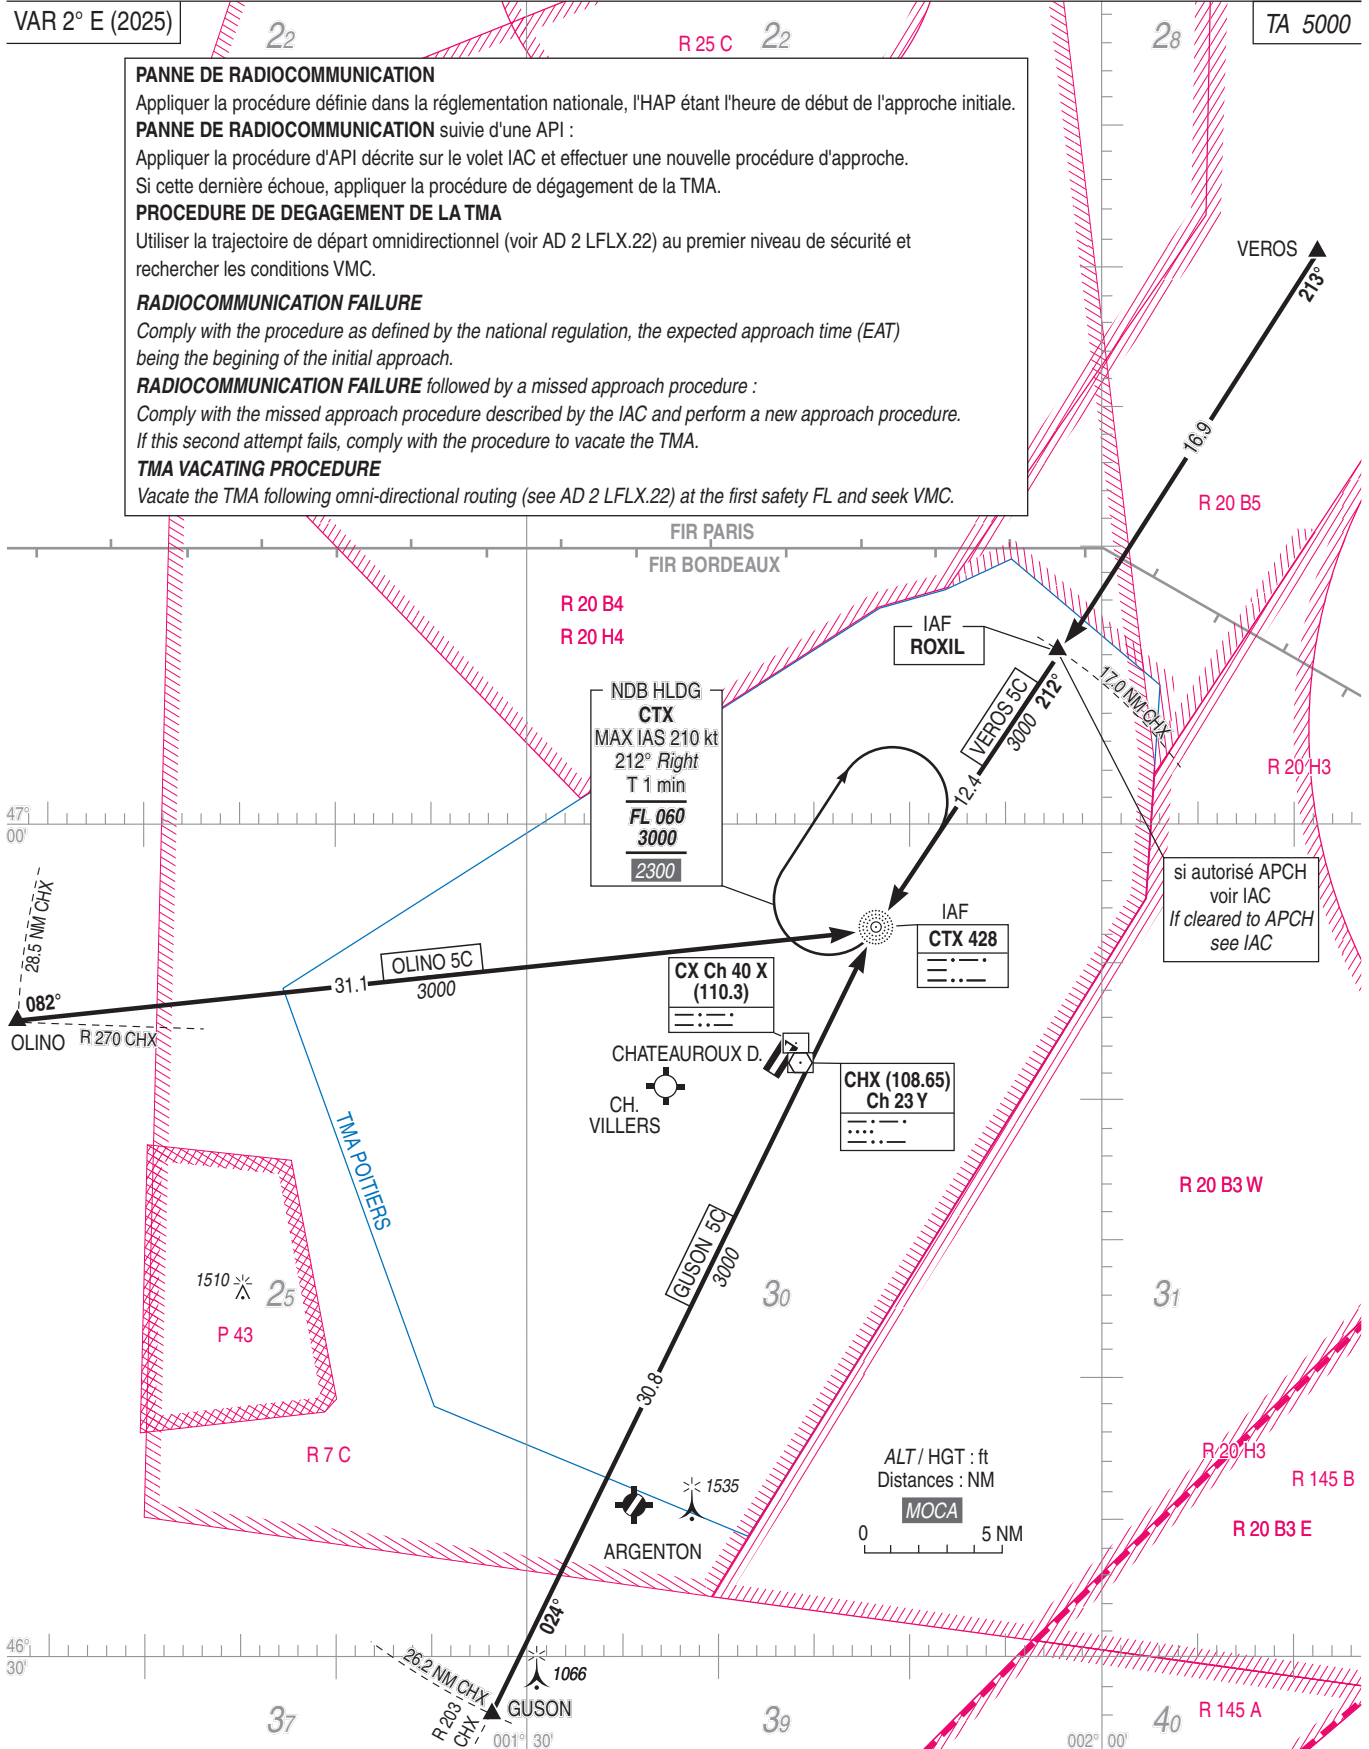 VAR 2° E (2025)
22
R 25 C
22
28
TA 5000
PANNE DE RADIOCOMMUNICATION
Appliquer la procédure définie dans la réglementation nationale, l'HAP étant l'heure de début de l'approche initiale.
PANNE DE RADIOCOMMUNICATION suivie d'une API :
Appliquer la procédure d'API décrite sur le volet IAC et effectuer une nouvelle procédure d'approche.
Si cette dernière échoue, appliquer la procédure de dégagement de la TMA.
PROCEDURE DE DEGAGEMENT DE LA TMA
Utiliser la trajectoire de départ omnidirectionnel (voir AD 2 LFLX.22) au premier niveau de sécurité et
rechercher les conditions VMC.
RADIOCOMMUNICATION FAILURE
Comply with the procedure as defined by the national regulation, the expected approach time (EAT)
being the begining of the initial approach.
RADIOCOMMUNICATION FAILURE followed by a missed approach procedure :
Comply with the missed approach procedure described by the IAC and perform a new approach procedure.
If this second attempt fails, comply with the procedure to vacate the TMA.
TMA VACATING PROCEDURE
Vacate the TMA following omni-directional routing (see AD 2 LFLX.22) at the first safety FL and seek VMC.
VEROS
213°
16.9
R 20 B5
FIR PARIS
FIR BORDEAUX
R 20 B4
R 20 H4
IAF
ROXIL
17.0 NM CHX
VEROS 5C
212°
3000
12.4
R 20 H3
NDB HLDG
CTX
MAX IAS 210 kt
212° Right
T 1 min
FL 060
3000
2300
47°
00'
si autorisé APCH
voir IAC
If cleared to APCH
see IAC
28.5 NM CHX
IAF
CTX 428
OLINO 5C
31.1
3000
082°
OLINO
R 270 CHX
CX Ch 40 X
(110.3)
CHATEAUROUX D.
CHX (108.65)
Ch 23 Y
CH.
VILLERS
TMA POITIERS
R 20 B3 W
GUSON 5C
3000
1510
25
30
31
P 43
30.8
R 7 C
ALT / HGT : ft
Distances : NM
MOCA
0 5 NM
R 20 H3
R 145 B
R 20 B3 E
1535
ARGENTON
024°
46°
30'
26.2 NM CHX
1066
GUSON
R 203
CHX
37
39
40
R 145 A
001° 30'
002° 00'